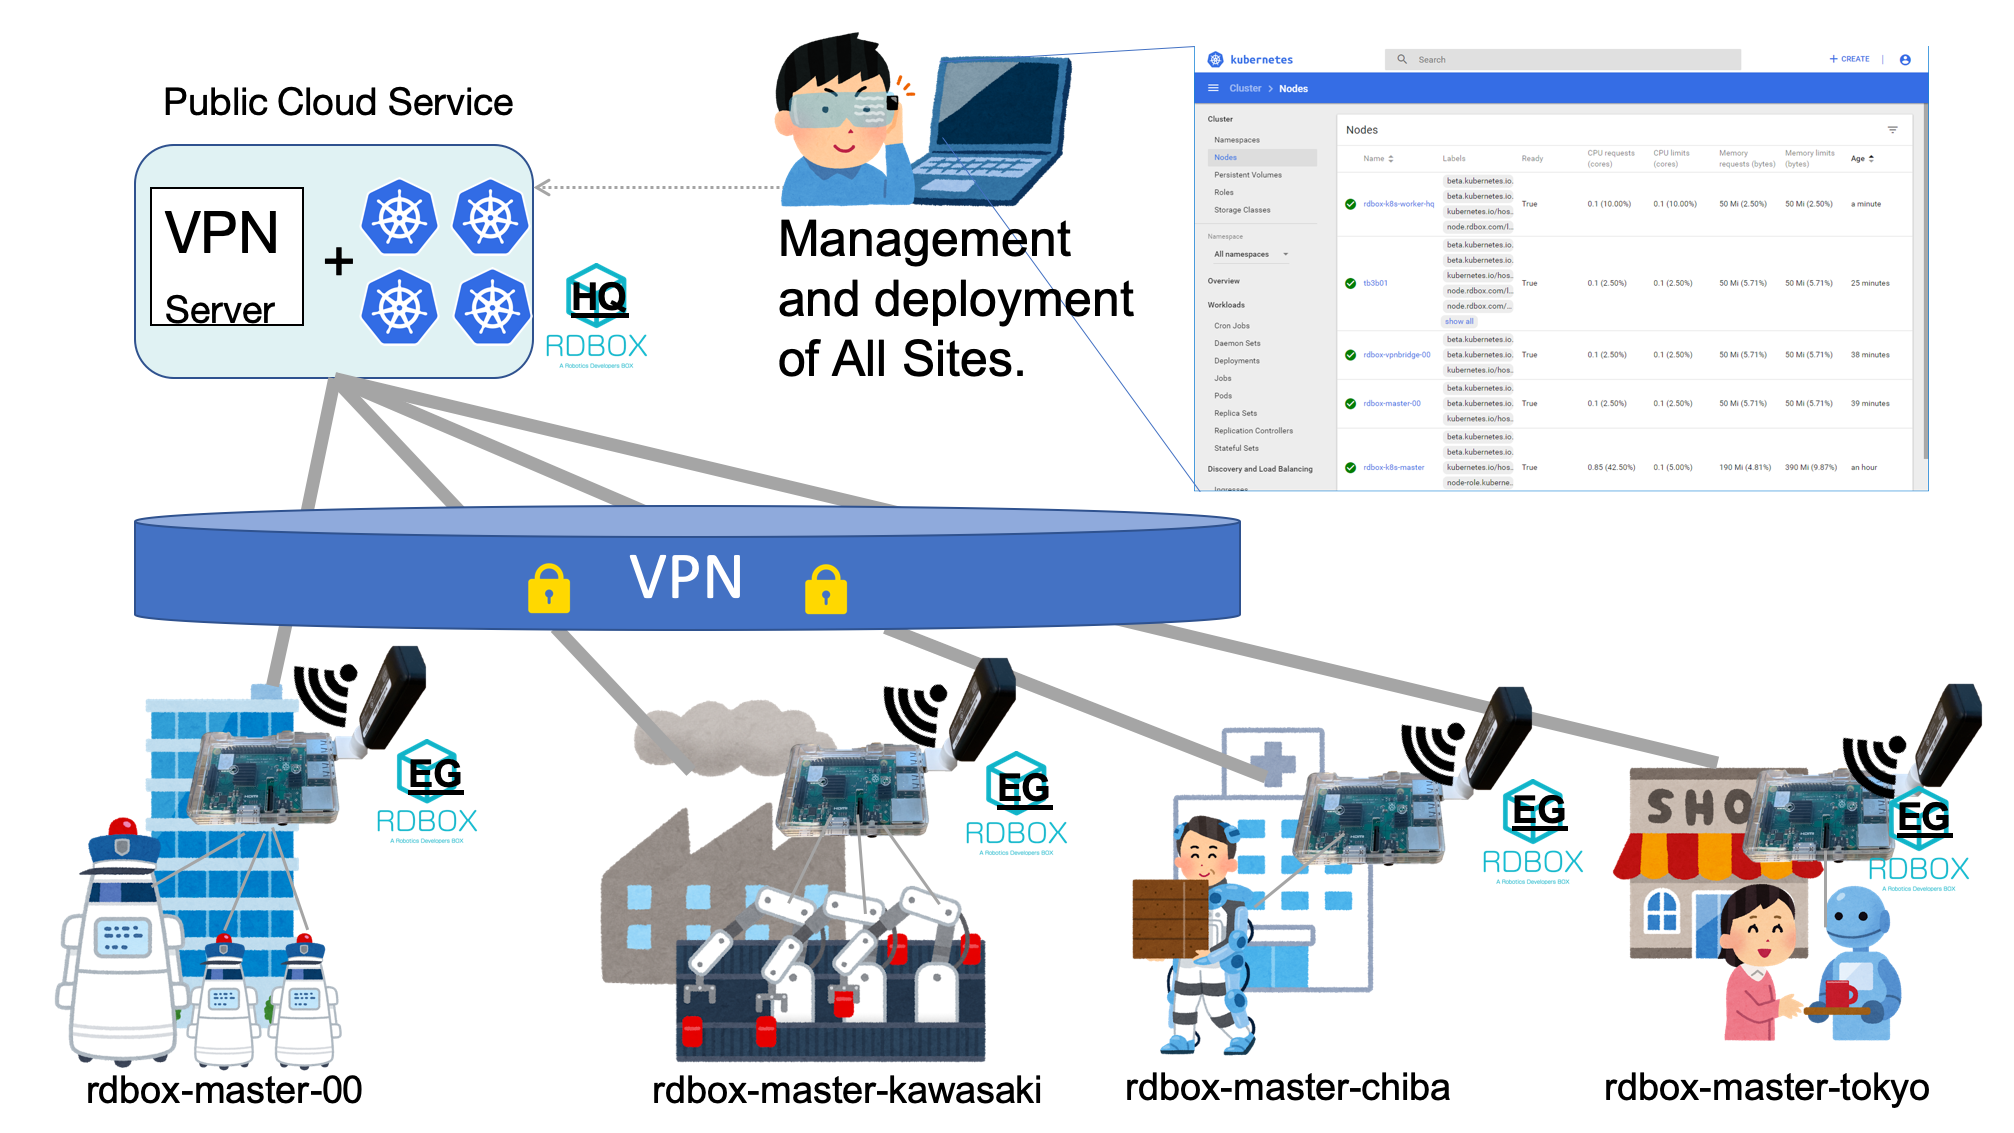 Public Cloud Service
VPN
Server
+
HQ
RDBOX
A Robotics Developers BOX
Management
and deployment
of All Sites.
kubernetes
Search
+ CREATE |
Cluster > Nodes
Cluster
Namespaces
Nodes
Persistent Volumes
Roles
Storage Classes
Namespace
All namespaces
Overview
Workloads
Cron Jobs
Daemon Sets
Deployments
Jobs
Pods
Replica Sets
Replication Controllers
Stateful Sets
Discovery and Load Balancing
Ingresses
Nodes
Name Labels Ready CPU requests (cores) CPU limits (cores) Memory requests (bytes) Memory limits (bytes) Age
beta.kubernetes.io.
beta.kubernetes.io.
rdbox-k8s-worker-hq True 0.1 (10.00%) 0.1 (10.00%) 50 Mi (2.50%) 50 Mi (2.50%) a minute
kubernetes.io/hos..
node.rdbox.com/l...
beta.kubernetes.io.
beta.kubernetes.io.
kubernetes.io/hos..
tb3b01 True 0.1 (2.50%) 0.1 (2.50%) 50 Mi (5.71%) 50 Mi (5.71%) 25 minutes
node.rdbox.com/l...
node.rdbox.com/...
show all
beta.kubernetes.io.
rdbox-vpnbridge-00 beta.kubernetes.io. True 0.1 (2.50%) 0.1 (2.50%) 50 Mi (5.71%) 50 Mi (5.71%) 38 minutes
kubernetes.io/hos..
beta.kubernetes.io.
rdbox-master-00 beta.kubernetes.io. True 0.1 (2.50%) 0.1 (2.50%) 50 Mi (5.71%) 50 Mi (5.71%) 39 minutes
kubernetes.io/hos..
beta.kubernetes.io.
beta.kubernetes.io.
rdbox-k8s-master kubernetes.io/hos.. True 0.85 (42.50%) 0.1 (5.00%) 190 Mi (4.81%) 390 Mi (9.87%) an hour
node-role.kuberne..
VPN
EG
RDBOX
A Robotics Developers BOX
EG
RDBOX
A Robotics Developers BOX
EG
RDBOX
A Robotics Developers BOX
SHO
EG
RDBOX
A Robotics Developers BOX
rdbox-master-00
rdbox-master-kawasaki
rdbox-master-chiba
rdbox-master-tokyo